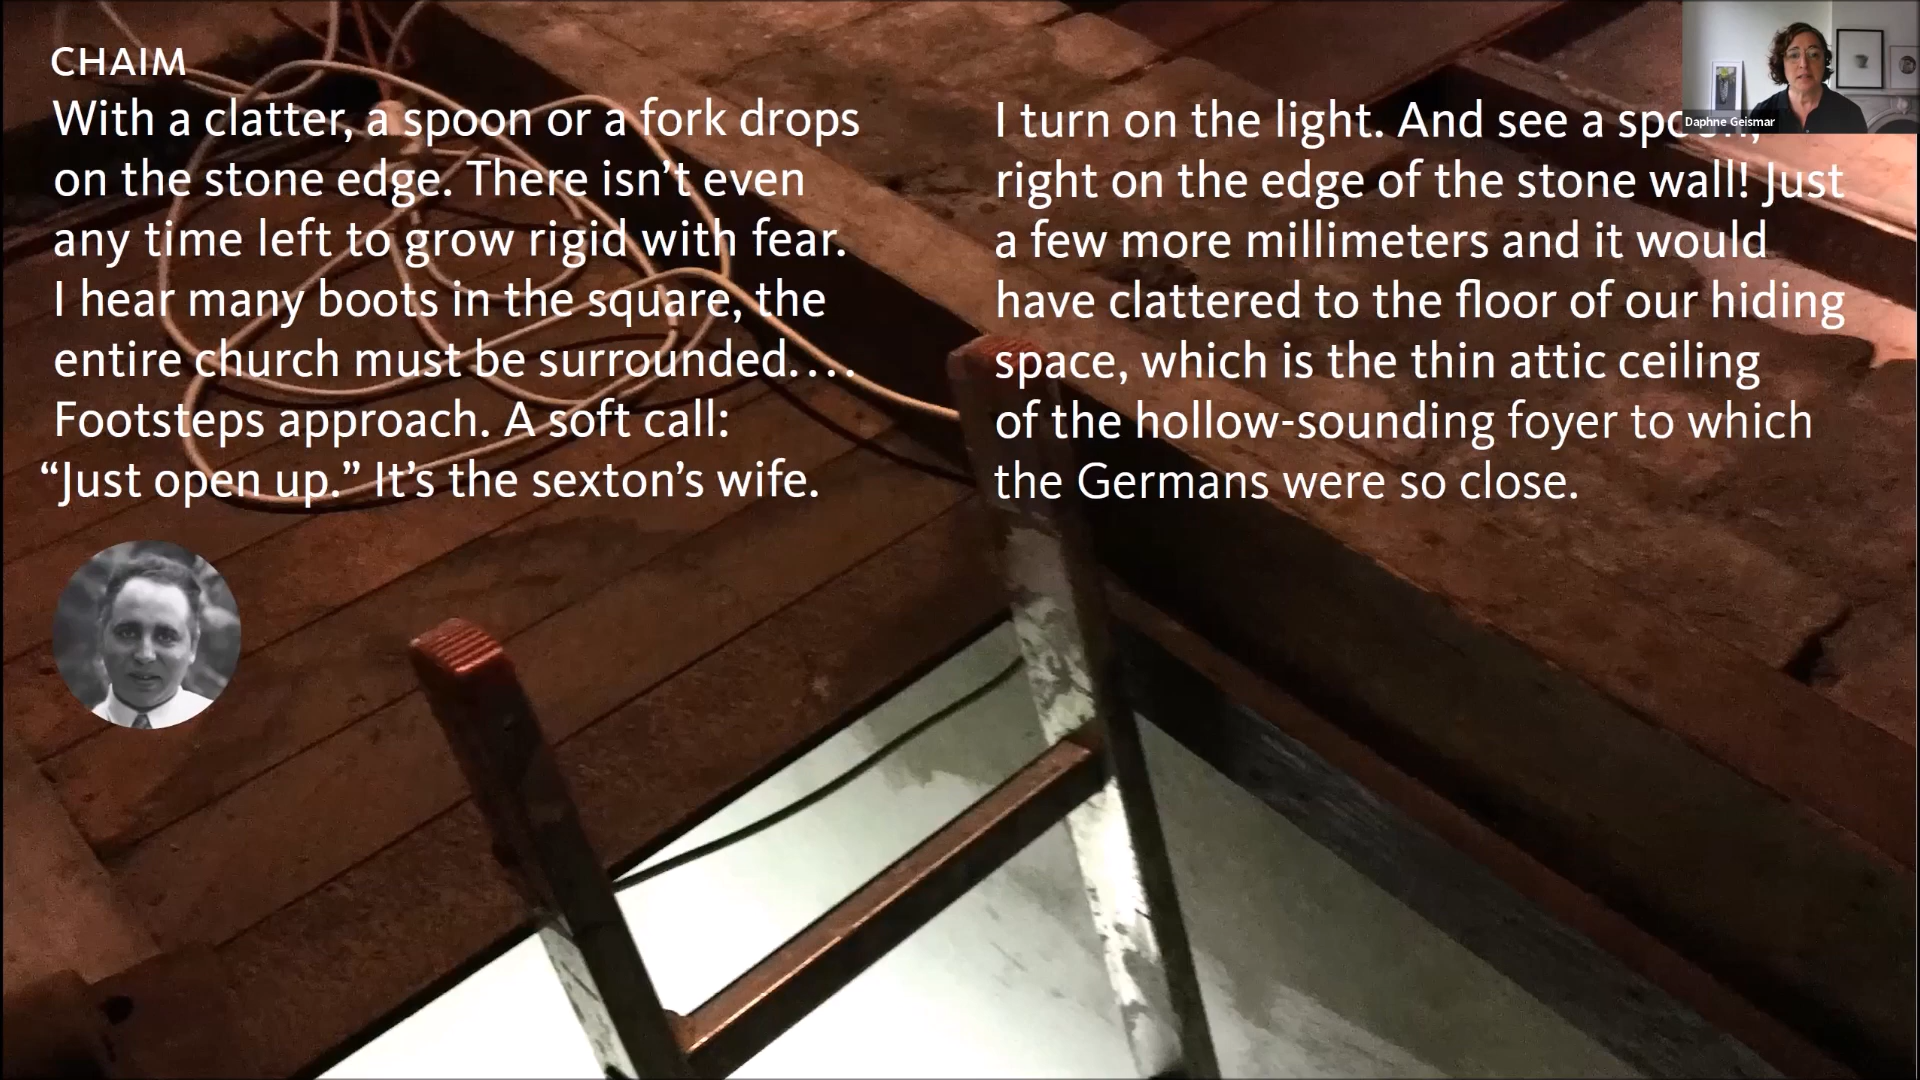 CHAIM
With a clatter, a spoon or a fork drops
on the stone edge. There isn’t even
any time left to grow rigid with fear.
I hear many boots in the square, the
entire church must be surrounded....
Footsteps approach. A soft call:
“Just open up.” It’s the sexton’s wife.
I turn on the light. And see a spoon,
right on the edge of the stone wall! Just
a few more millimeters and it would
have clattered to the floor of our hiding
space, which is the thin attic ceiling
of the hollow-sounding foyer to which
the Germans were so close.
Daphne Geismar